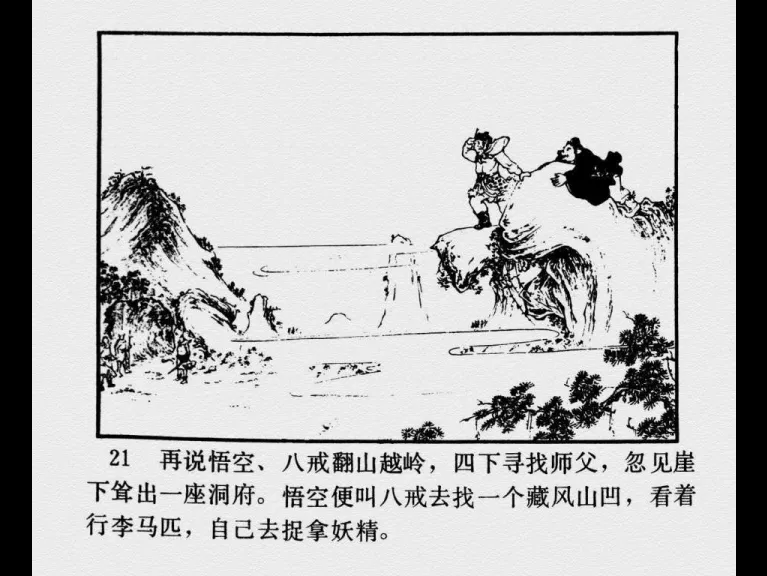 21 再说悟空、八戒翻山越岭，四下寻找师父，忽见崖
下耸出一座洞府。悟空便叫八戒去找一个藏风山凹，看着
行李马匹，自己去捉拿妖精。